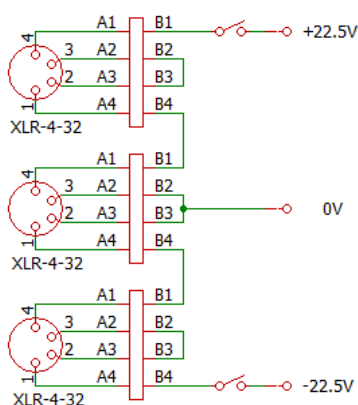 A1 B1 +22.5V
4
3 A2 B2
2 A3 B3
1 A4 B4
XLR-4-32
A1 B1
4
3 A2 B2
2 A3 B3 0V
1 A4 B4
XLR-4-32
A1 B1
4
3 A2 B2
2 A3 B3
1 A4 B4 -22.5V
XLR-4-32